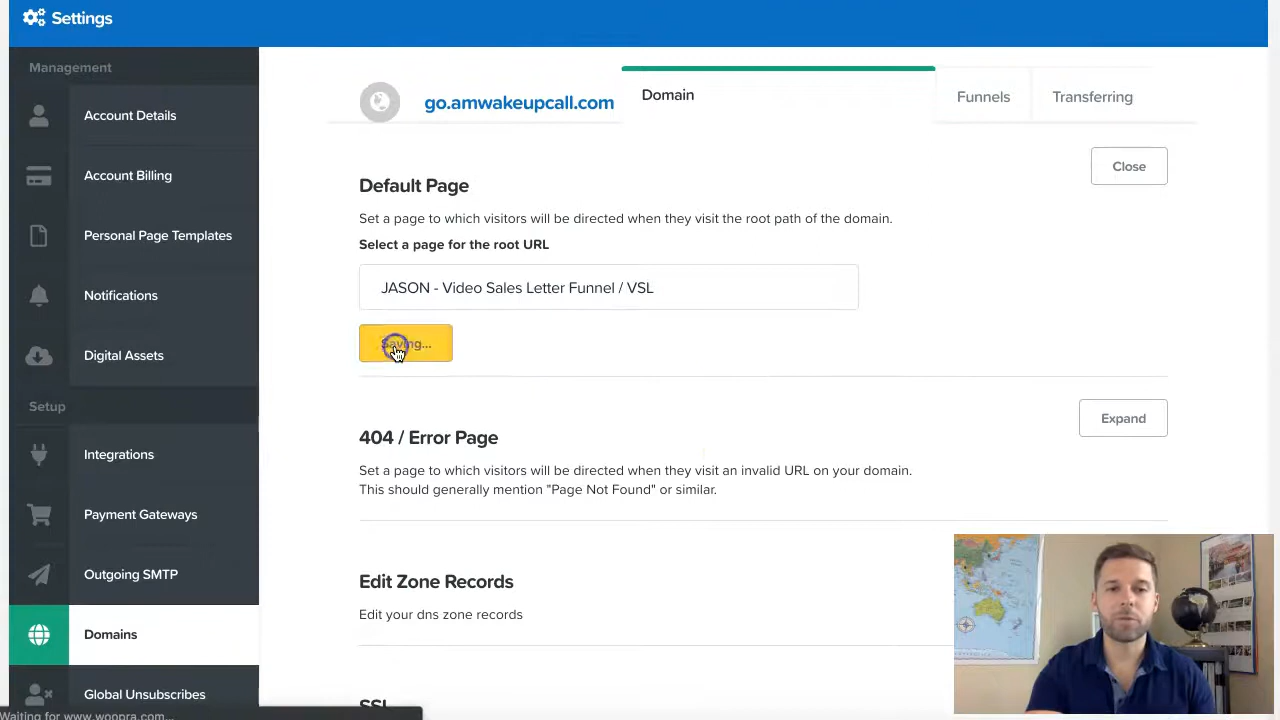 Settings
Management
Account Details
Account Billing
Personal Page Templates
Notifications
Digital Assets
Setup
Integrations
Payment Gateways
Outgoing SMTP
Domains
Global Unsubscribes
Waiting for www.woopra.com...
go.amwakeupcall.com
Domain
Funnels
Transferring
Close
Default Page
Set a page to which visitors will be directed when they visit the root path of the domain.
Select a page for the root URL
JASON - Video Sales Letter Funnel / VSL
Saving...
Expand
404 / Error Page
Set a page to which visitors will be directed when they visit an invalid URL on your domain.
This should generally mention "Page Not Found" or similar.
Edit Zone Records
Edit your dns zone records
SSL